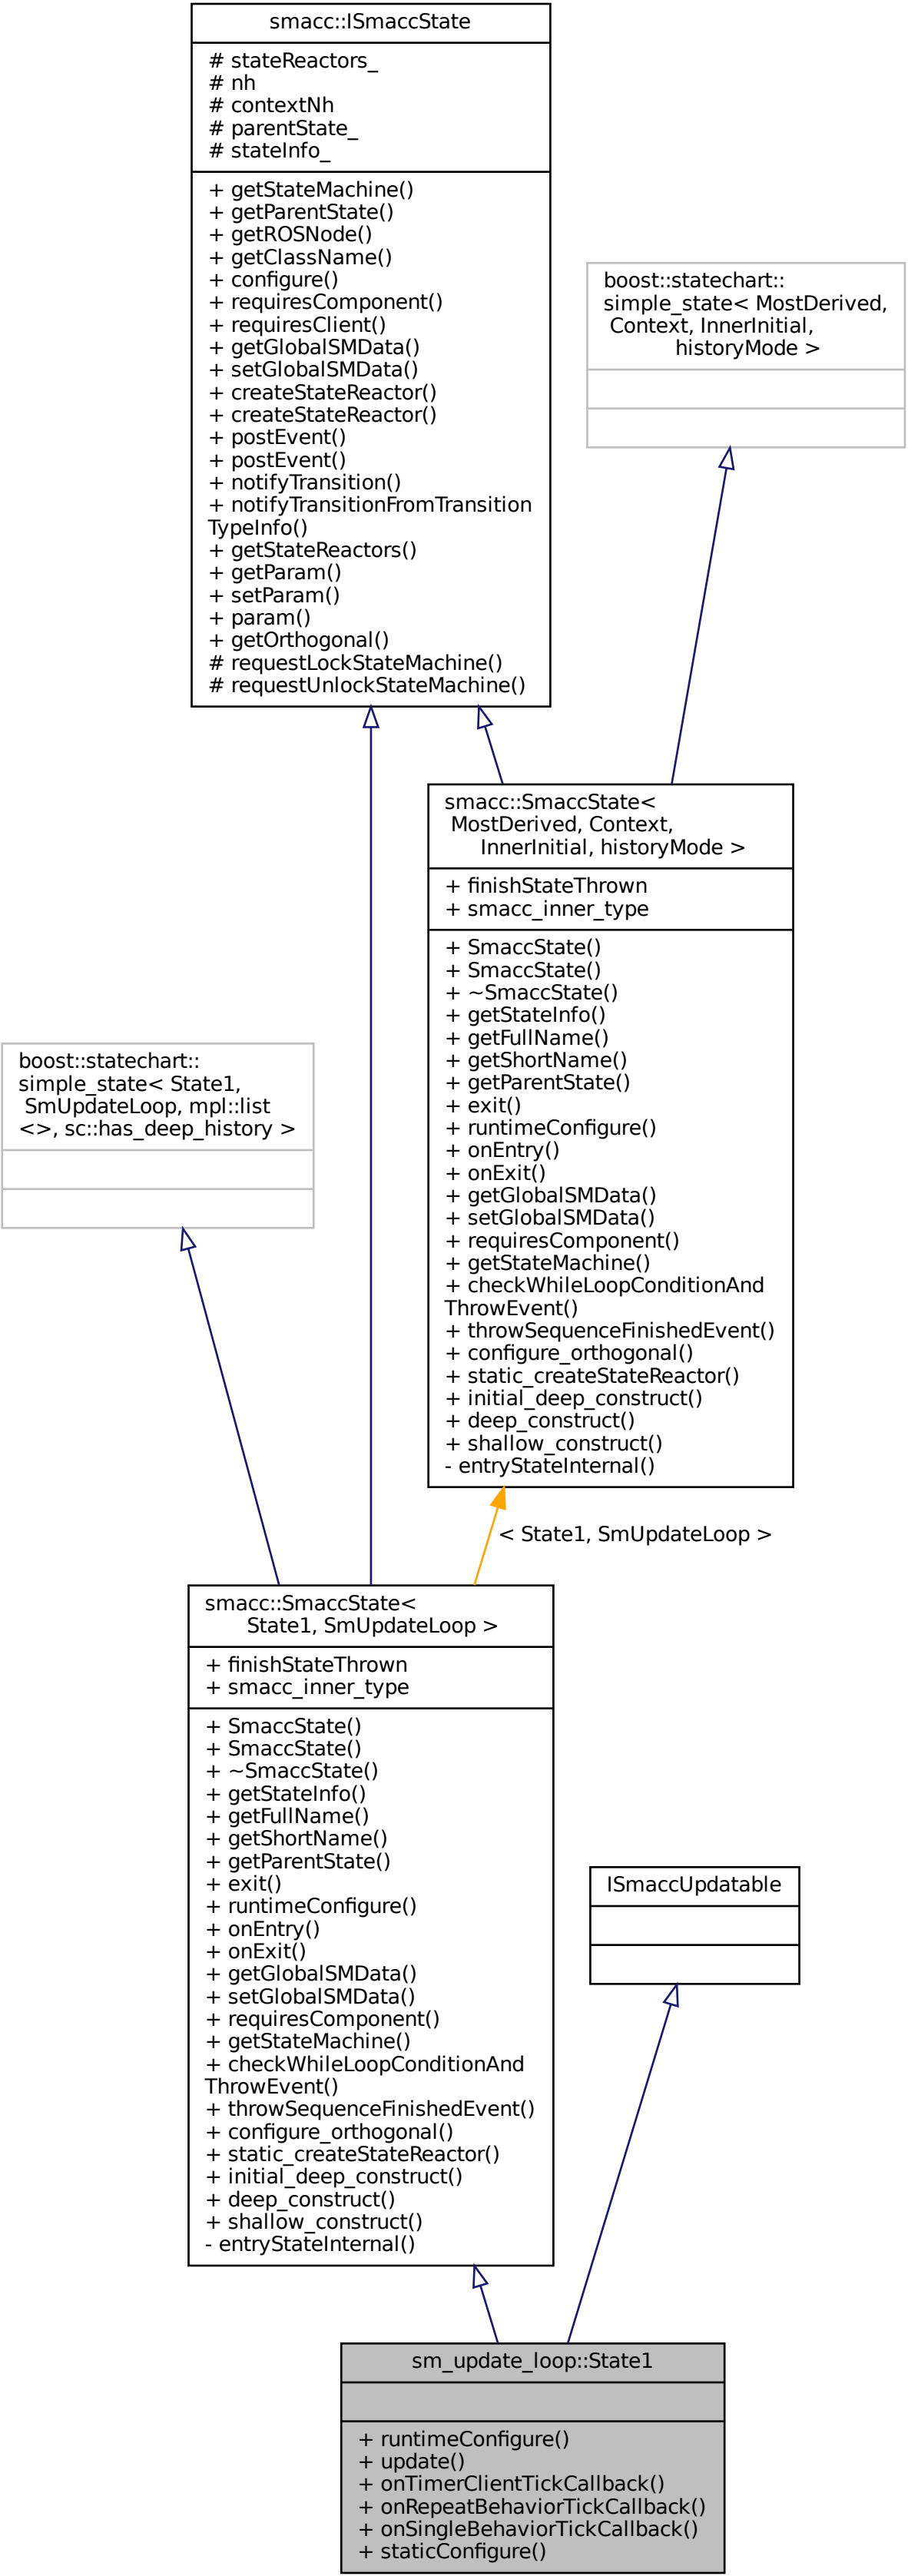 smacc::ISmaccState
# stateReactors_
# nh
# contextNh
# parentState_
# stateInfo_
+ getStateMachine()
+ getParentState()
+ getROSNode()
+ getClassName()
+ configure()
+ requiresComponent()
+ requiresClient()
+ getGlobalSMData()
+ setGlobalSMData()
+ createStateReactor()
+ createStateReactor()
+ postEvent()
+ postEvent()
+ notifyTransition()
+ notifyTransitionFromTransition
TypeInfo()
+ getStateReactors()
+ getParam()
+ setParam()
+ param()
+ getOrthogonal()
# requestLockStateMachine()
# requestUnlockStateMachine()
boost::statechart::
simple_state< MostDerived,
Context, InnerInitial,
historyMode >
smacc::SmaccState<
MostDerived, Context,
InnerInitial, historyMode >
+ finishStateThrown
+ smacc_inner_type
+ SmaccState()
+ SmaccState()
+ ~SmaccState()
+ getStateInfo()
+ getFullName()
+ getShortName()
+ getParentState()
+ exit()
+ runtimeConfigure()
+ onEntry()
+ onExit()
+ getGlobalSMData()
+ setGlobalSMData()
+ requiresComponent()
+ getStateMachine()
+ checkWhileLoopConditionAnd
ThrowEvent()
+ throwSequenceFinishedEvent()
+ configure_orthogonal()
+ static_createStateReactor()
+ initial_deep_construct()
+ deep_construct()
+ shallow_construct()
- entryStateInternal()
boost::statechart::
simple_state< State1,
SmUpdateLoop, mpl::list
<>, sc::has_deep_history >
< State1, SmUpdateLoop >
smacc::SmaccState<
State1, SmUpdateLoop >
+ finishStateThrown
+ smacc_inner_type
+ SmaccState()
+ SmaccState()
+ ~SmaccState()
+ getStateInfo()
+ getFullName()
+ getShortName()
+ getParentState()
+ exit()
+ runtimeConfigure()
+ onEntry()
+ onExit()
+ getGlobalSMData()
+ setGlobalSMData()
+ requiresComponent()
+ getStateMachine()
+ checkWhileLoopConditionAnd
ThrowEvent()
+ throwSequenceFinishedEvent()
+ configure_orthogonal()
+ static_createStateReactor()
+ initial_deep_construct()
+ deep_construct()
+ shallow_construct()
- entryStateInternal()
ISmaccUpdatable
sm_update_loop::State1
+ runtimeConfigure()
+ update()
+ onTimerClientTickCallback()
+ onRepeatBehaviorTickCallback()
+ onSingleBehaviorTickCallback()
+ staticConfigure()